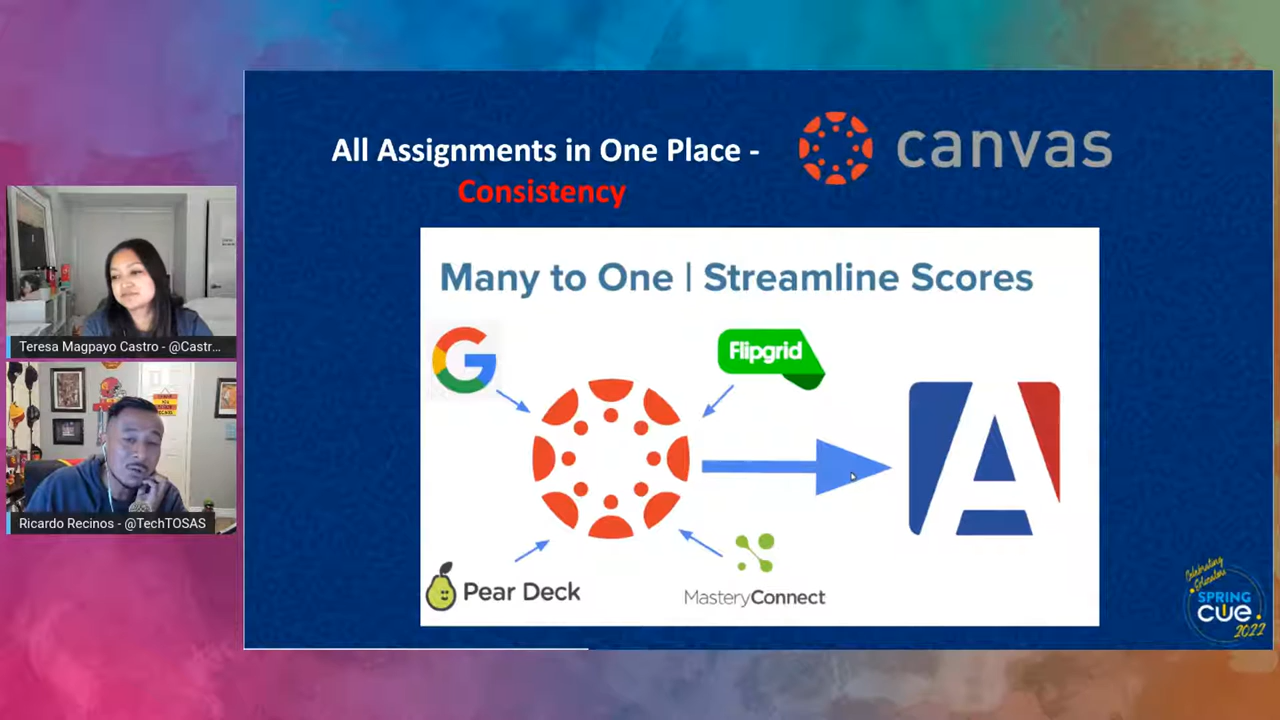 All Assignments in One Place -
Consistency
canvas
Many to One | Streamline Scores
G
Flipgrid
A
Pear Deck
MasteryConnect
Teresa Magpayo Castro - @Castr...
Ricardo Recinos - @TechTOSAS
Celebrating
Educators
SPRING
cue
2022